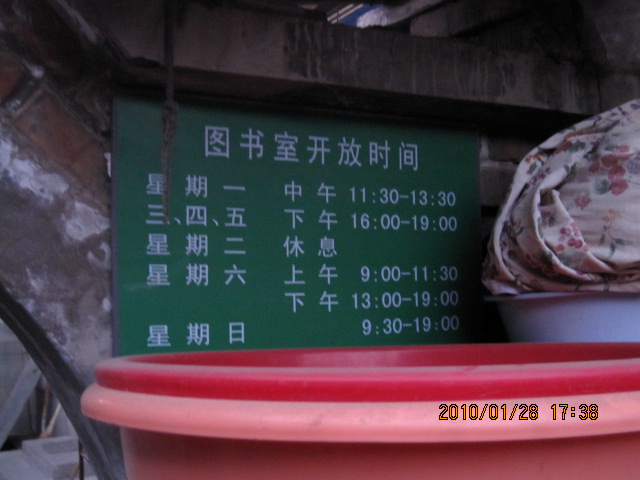 图书室开放时间
星期一 中午 11:30-13:30
三、四、五 下午 16:00-19:00
星期二 休息
星期六 上午 9:00-11:30
下午 13:00-19:00
星期日 9:30-19:00
2010/01/28 17:38